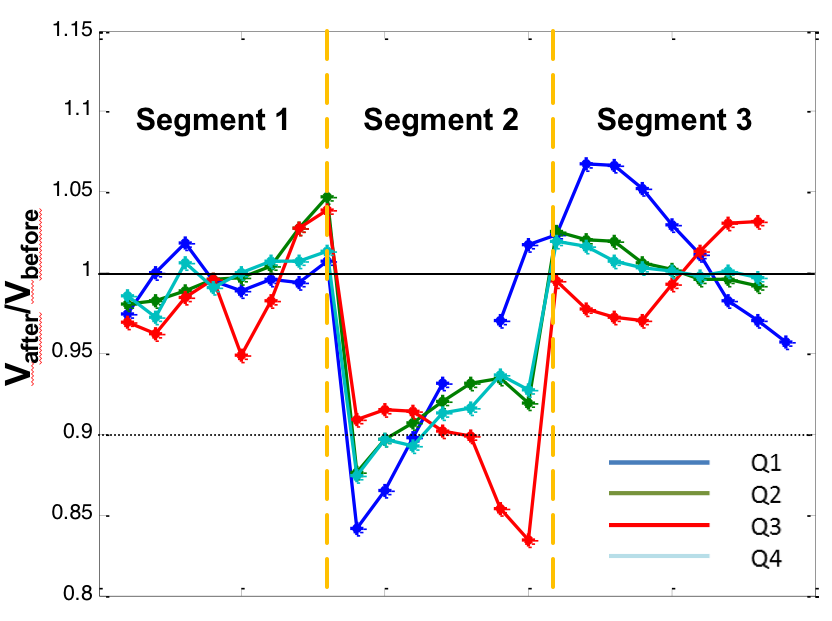 1.15
1.1
Segment 1
Segment 2
Segment 3
1.05
1
0.95
0.9
0.85
0.8
Vafter/Vbefore
Q1
Q2
Q3
Q4